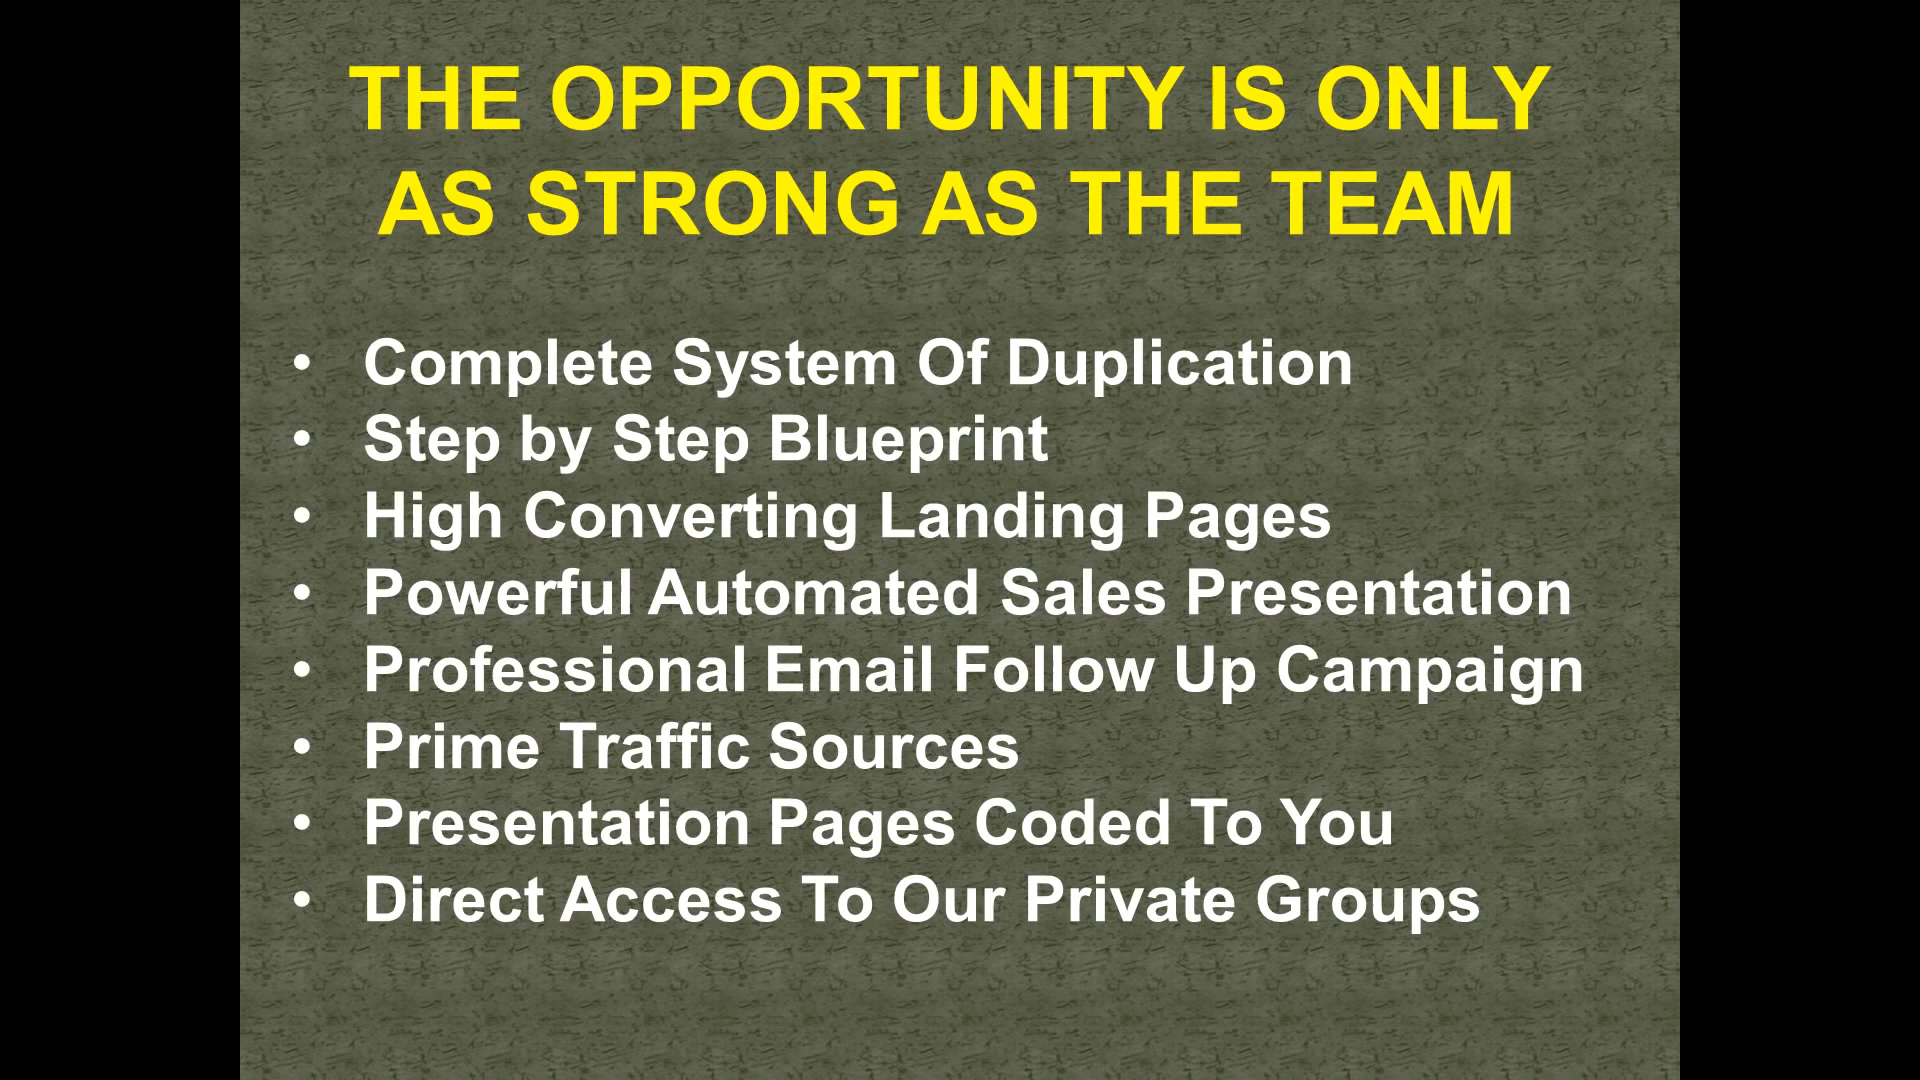 THE OPPORTUNITY IS ONLY
AS STRONG AS THE TEAM
• Complete System Of Duplication
• Step by Step Blueprint
• High Converting Landing Pages
• Powerful Automated Sales Presentation
• Professional Email Follow Up Campaign
• Prime Traffic Sources
• Presentation Pages Coded To You
• Direct Access To Our Private Groups